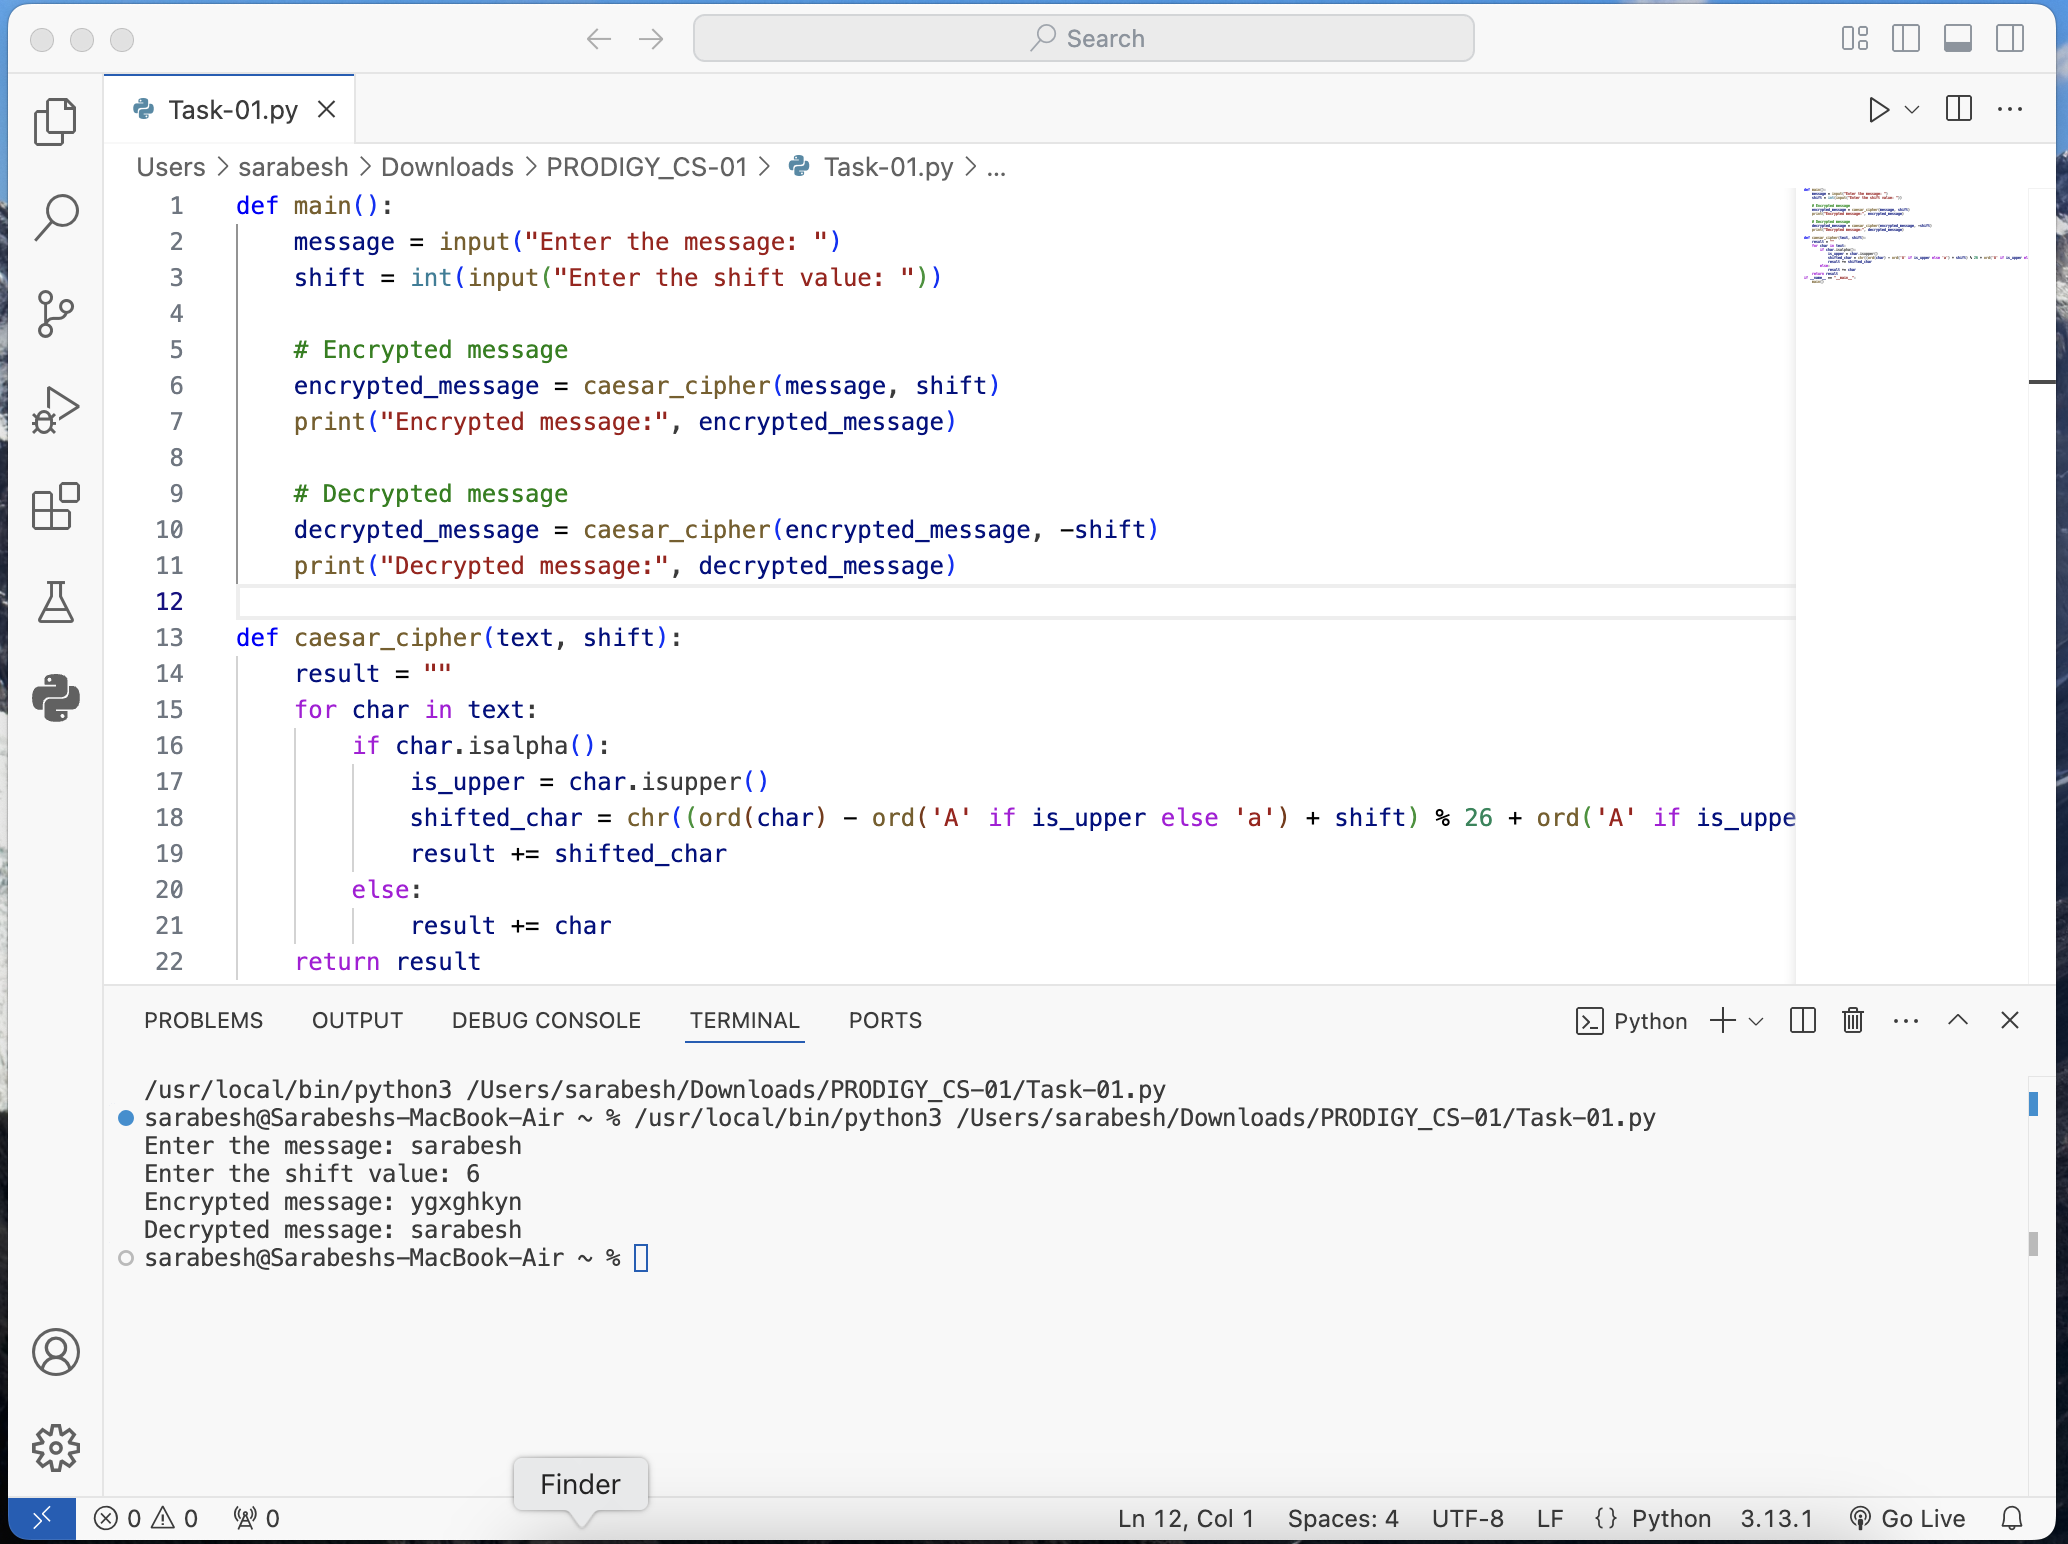 Search
Task-01.py
Users > sarabesh > Downloads > PRODIGY_CS-01 > Task-01.py > ...
1 def main():
2     message = input("Enter the message: ")
3     shift = int(input("Enter the shift value: "))
4
5     # Encrypted message
6     encrypted_message = caesar_cipher(message, shift)
7     print("Encrypted message:", encrypted_message)
8
9     # Decrypted message
10     decrypted_message = caesar_cipher(encrypted_message, -shift)
11     print("Decrypted message:", decrypted_message)
12
13 def caesar_cipher(text, shift):
14     result = ""
15     for char in text:
16         if char.isalpha():
17             is_upper = char.isupper()
18             shifted_char = chr((ord(char) - ord('A' if is_upper else 'a') + shift) % 26 + ord('A' if is_uppe
19             result += shifted_char
20         else:
21             result += char
22     return result
PROBLEMS OUTPUT DEBUG CONSOLE TERMINAL PORTS Python
/usr/local/bin/python3 /Users/sarabesh/Downloads/PRODIGY_CS-01/Task-01.py
sarabesh@Sarabeshs-MacBook-Air ~ % /usr/local/bin/python3 /Users/sarabesh/Downloads/PRODIGY_CS-01/Task-01.py
Enter the message: sarabesh
Enter the shift value: 6
Encrypted message: ygxghkyn
Decrypted message: sarabesh
sarabesh@Sarabeshs-MacBook-Air ~ %
Finder
0 0 0 Ln 12, Col 1 Spaces: 4 UTF-8 LF {} Python 3.13.1 Go Live